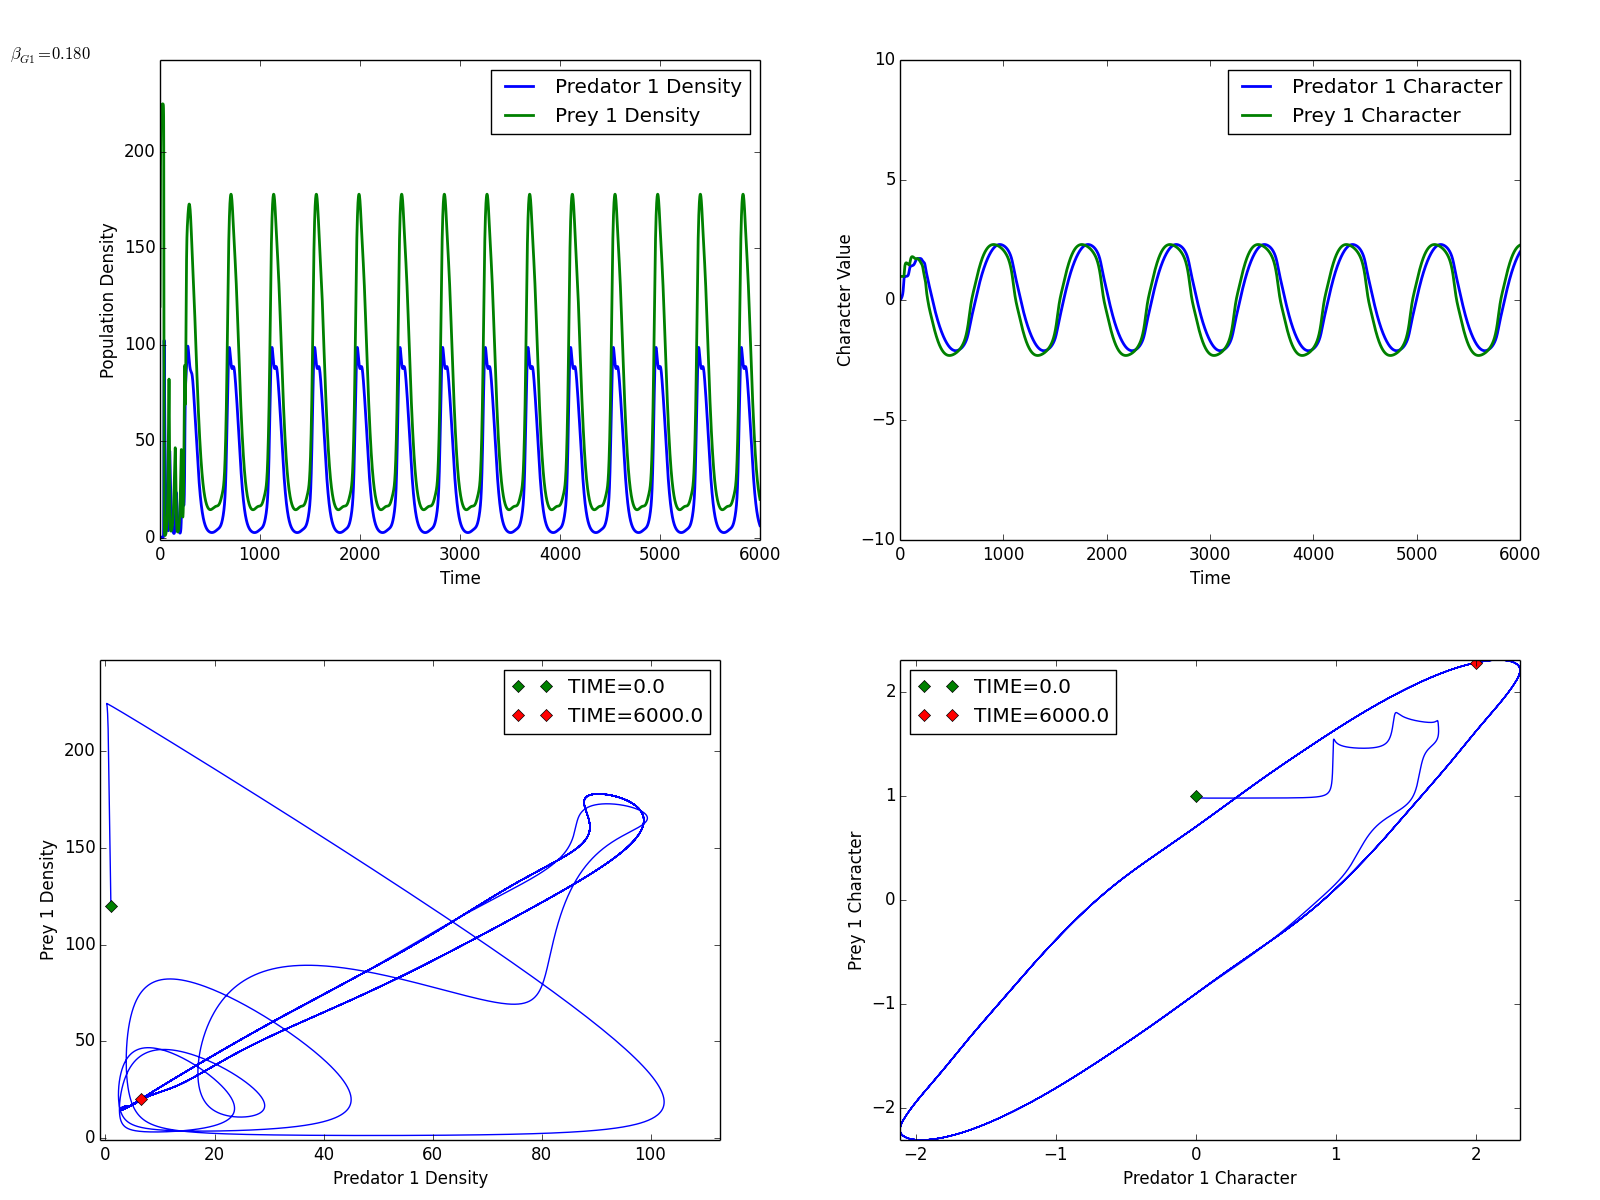 β_G1=0.180
Predator 1 Density
Prey 1 Density
200
150
100
50
0
0 1000 2000 3000 4000 5000 6000
Population Density
Time
Predator 1 Character
Prey 1 Character
10
5
0
−5
−10
0 1000 2000 3000 4000 5000 6000
Character Value
Time
TIME=0.0
TIME=6000.0
200
150
100
50
0
0 20 40 60 80 100
Prey 1 Density
Predator 1 Density
TIME=0.0
TIME=6000.0
2
1
0
−1
−2
−2 −1 0 1 2
Prey 1 Character
Predator 1 Character